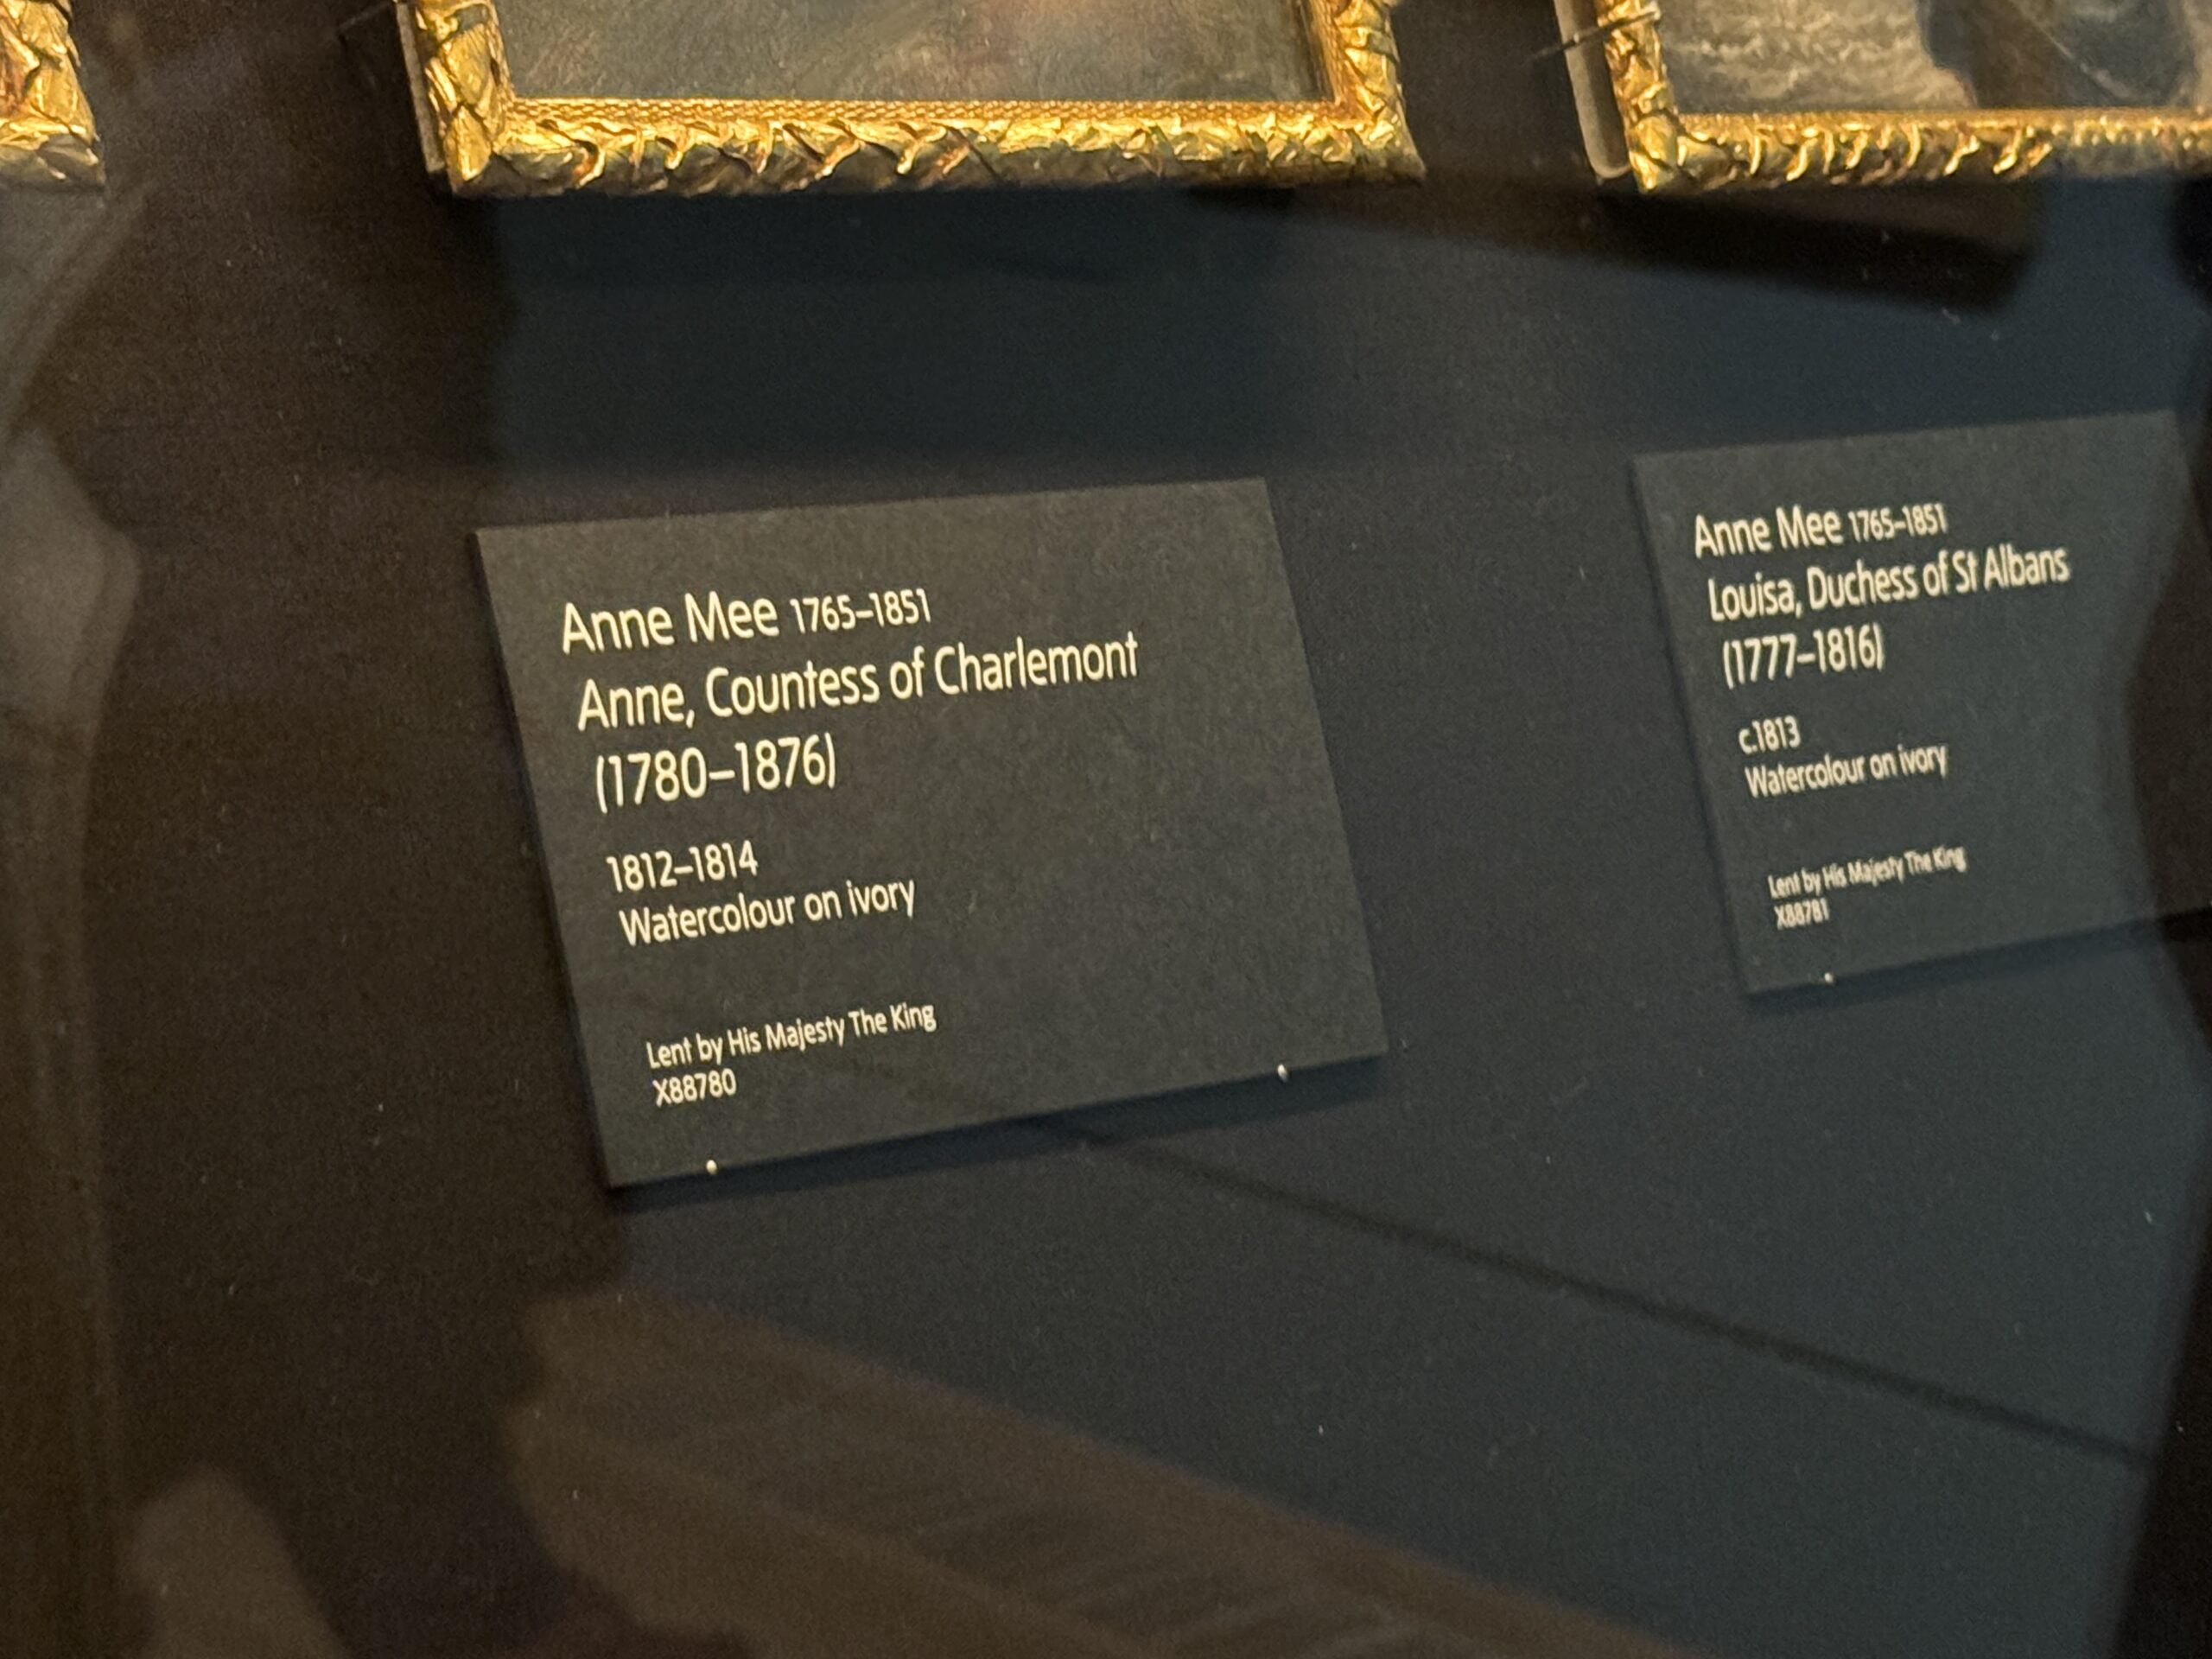 Anne Mee 1765–1851
Anne, Countess of Charlemont
(1780–1876)
1812–1814
Watercolour on ivory
Lent by His Majesty The King
X88780
Anne Mee 1765–1851
Louisa, Duchess of St Albans
(1777–1816)
c.1813
Watercolour on ivory
Lent by His Majesty The King
X88781